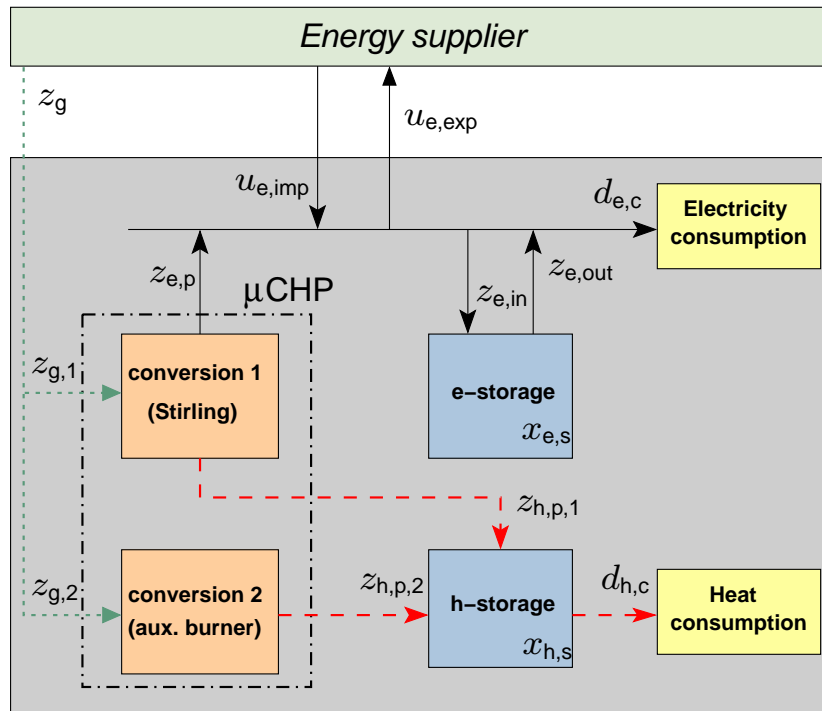 Energy supplier
z_g
u_e,exp
u_e,imp
d_e,c
Electricity
consumption
z_e,p
z_e,in
z_e,out
μCHP
z_g,1
conversion 1
(Stirling)
e−storage
x_e,s
z_h,p,1
z_g,2
conversion 2
(aux. burner)
z_h,p,2
h−storage
x_h,s
d_h,c
Heat
consumption